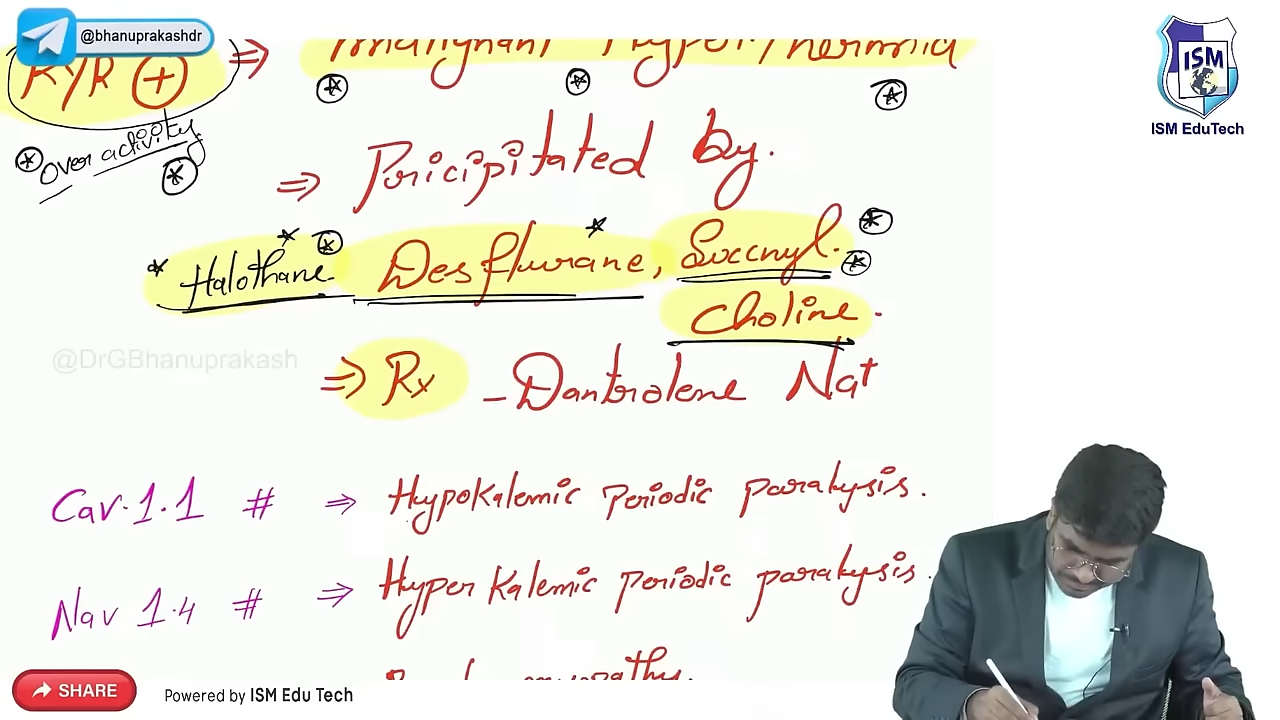 @bhanuprakashdr
RYR (+) ⇒ Malignant HyperThermia
over activity
⇒ Pricipitated by.
Halothane Desflurane, Succnyl.
Choline.
@DrGBhanuprakash
⇒ Rx - Dantrolene Na+
Cav.1.1 # ⇒ HypoKalemic Periodic paralysis.
Nav 1.4 # ⇒ Hyper Kalemic periodic paralysis.
SHARE
Powered by ISM Edu Tech
ISM
ISM EduTech